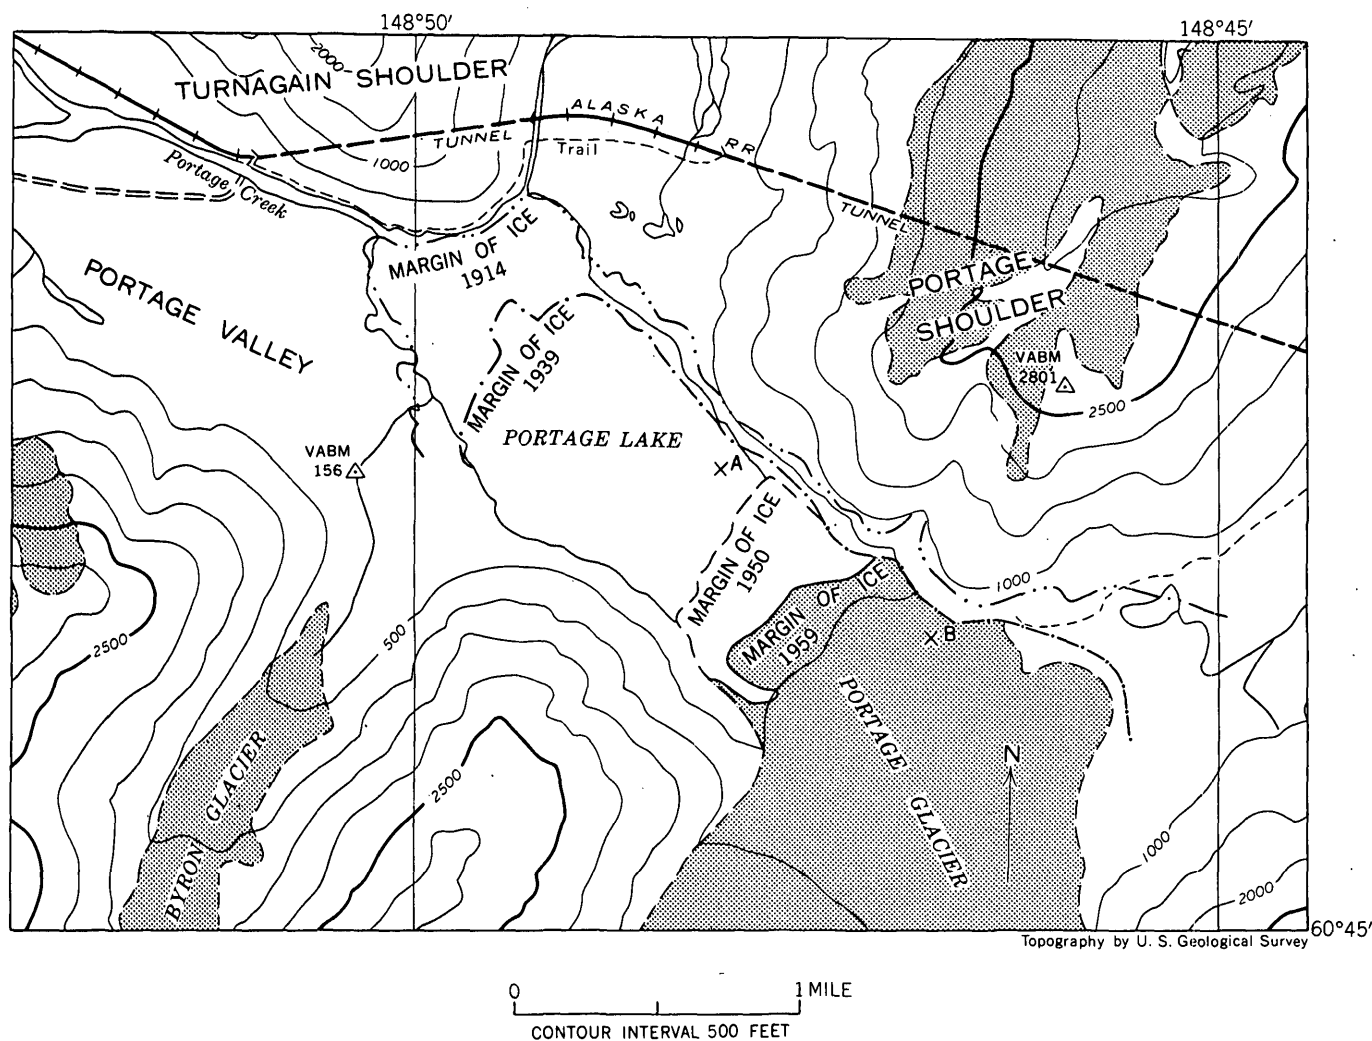 148°50′
148°45′
2000
TURNAGAIN SHOULDER
ALASKA
RR
TUNNEL
Trail
1000
Portage Creek
TUNNEL
MARGIN OF ICE
1914
PORTAGE
SHOULDER
PORTAGE VALLEY
MARGIN OF ICE
1939
VABM
2801
2500
PORTAGE LAKE
VABM
156
A
MARGIN OF ICE
1950
1000
MARGIN OF ICE
1959
B
500
2500
PORTAGE
GLACIER
N
BYRON GLACIER
2500
1000
2000
60°45′
Topography by U. S. Geological Survey
0
1 MILE
CONTOUR INTERVAL 500 FEET